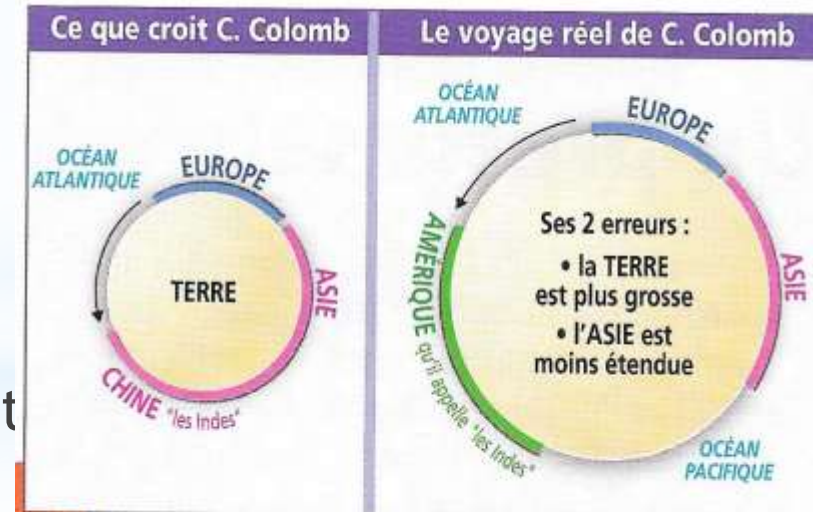 Ce que croit C. Colomb
OCÉAN
ATLANTIQUE
EUROPE
TERRE
ASIE
CHINE "les Indes"
Le voyage réel de C. Colomb
OCÉAN
ATLANTIQUE
EUROPE
AMÉRIQUE qu'il appelle "les Indes"
Ses 2 erreurs :
• la TERRE
est plus grosse
• l'ASIE est
moins étendue
ASIE
OCÉAN
PACIFIQUE
t